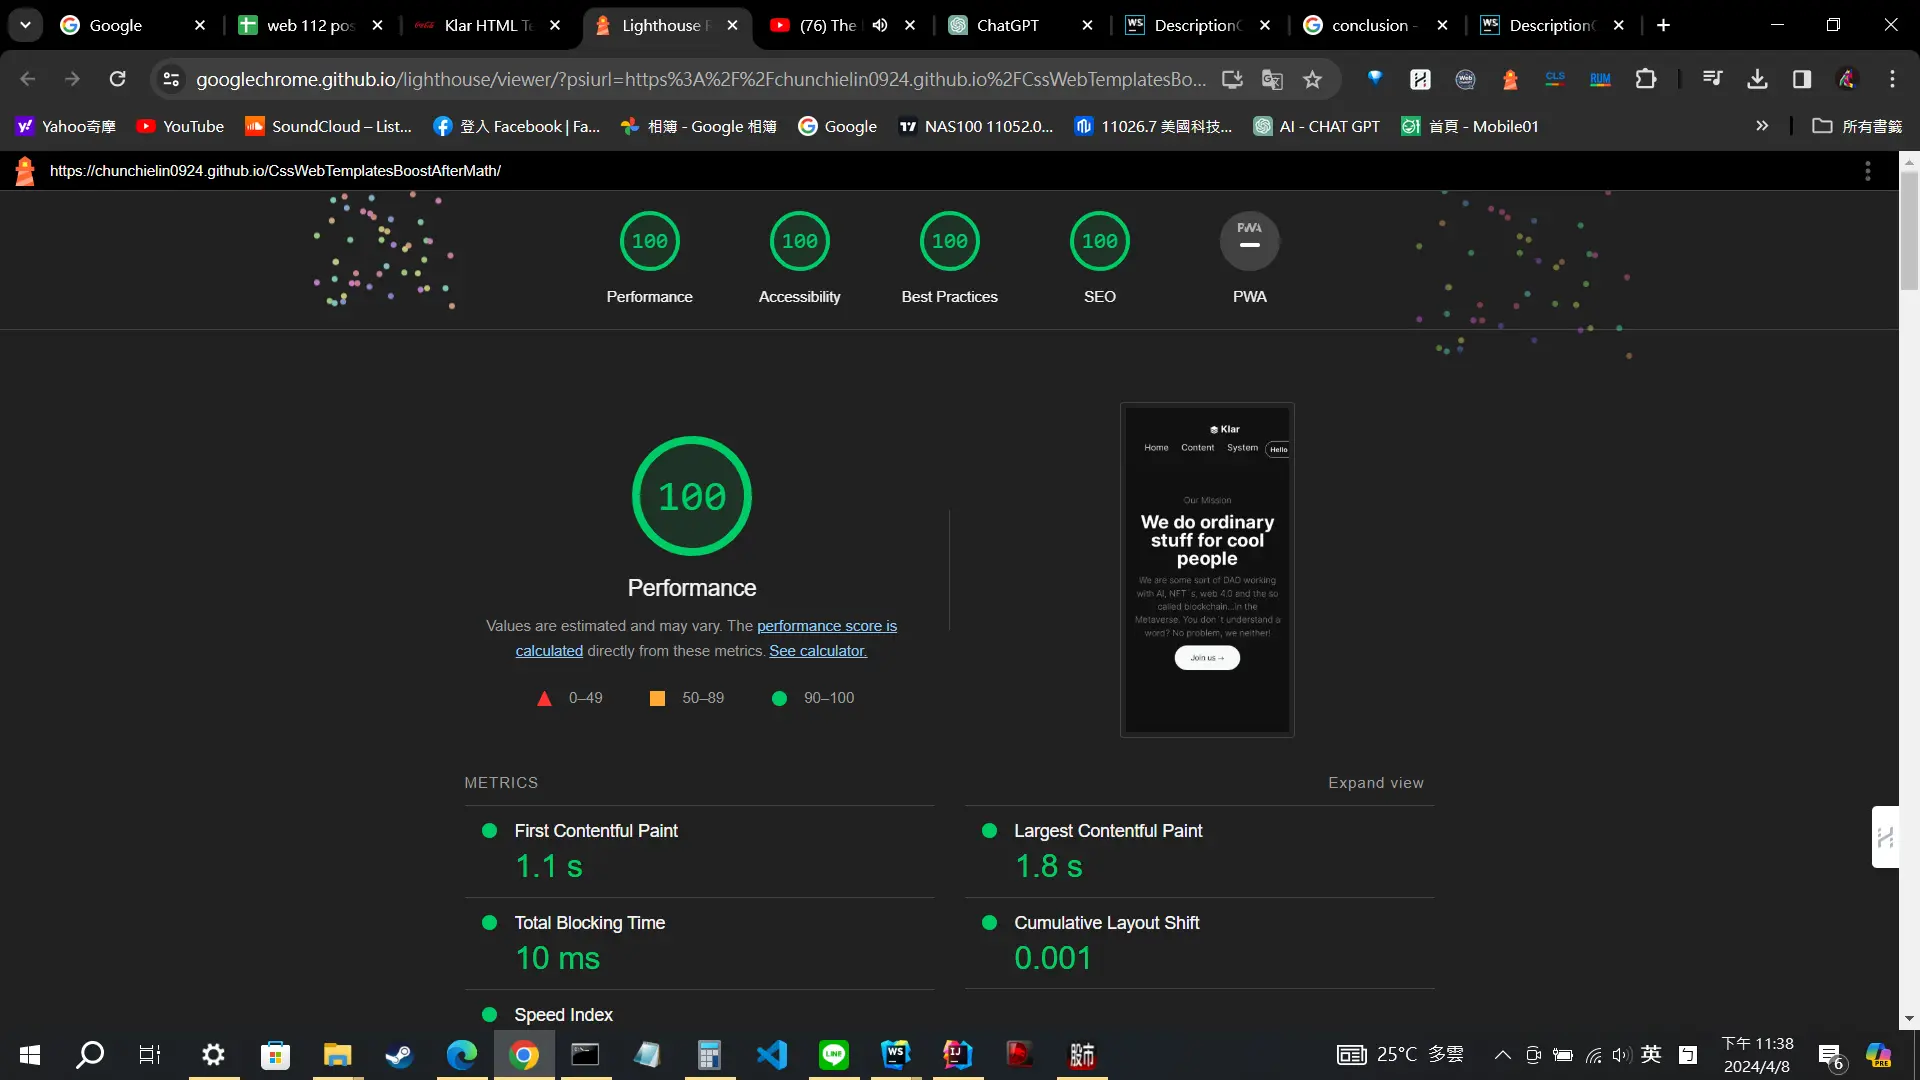 Google
web 112 pos
Klar HTML Te
Lighthouse R
(76) The
ChatGPT
DescriptionC
conclusion -
DescriptionC
googlechrome.github.io/lighthouse/viewer/?psiurl=https%3A%2F%2Fchunchielin0924.github.io%2FCssWebTemplatesBo...
CLS
RUM
Yahoo奇摩
YouTube
SoundCloud – List...
登入 Facebook | Fa...
相簿 - Google 相簿
Google
NAS100 11052.0...
11026.7 美國科技...
AI - CHAT GPT
首頁 - Mobile01
所有書籤
https://chunchielin0924.github.io/CssWebTemplatesBoostAfterMath/
100
100
100
100
PWA
Performance
Accessibility
Best Practices
SEO
PWA
100
Performance
Values are estimated and may vary. The performance score is
calculated directly from these metrics. See calculator.
0–49
50–89
90–100
Klar
Home
Content
System
Hello
Our Mission
We do ordinary
stuff for cool
people
We are some sort of DAO working
with AI, NFT´s, web 4.0 and the so
called blockchain...in the
Metaverse. You don´t understand a
word? No problem, we neither!
Join us →
METRICS
Expand view
First Contentful Paint
1.1 s
Largest Contentful Paint
1.8 s
Total Blocking Time
10 ms
Cumulative Layout Shift
0.001
Speed Index
25°C 多雲
英
下午 11:38
2024/4/8
6